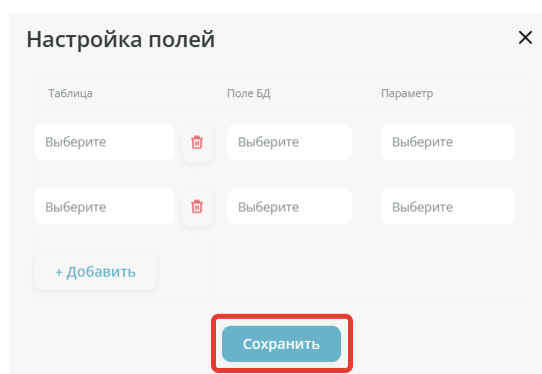 Настройка полей
Таблица Поле БД Параметр
Выберите Выберите Выберите
Выберите Выберите Выберите
+ Добавить
Сохранить